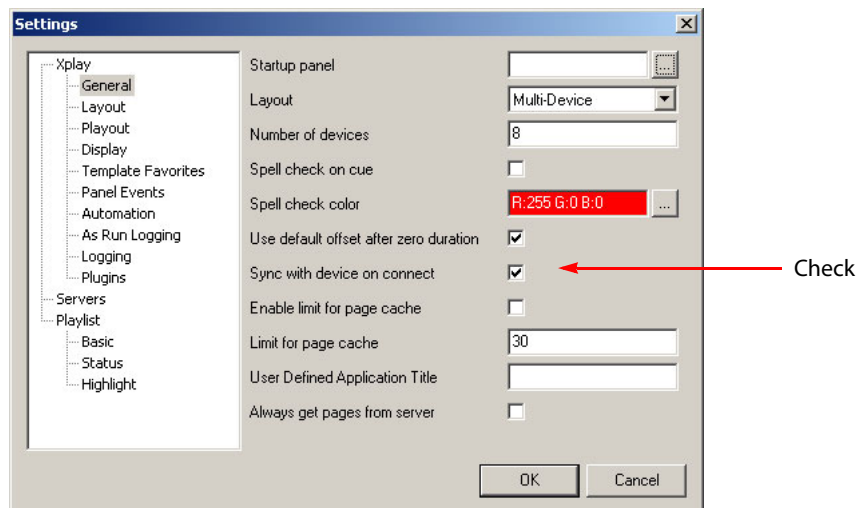 Settings
Xplay
General
Layout
Playout
Display
Template Favorites
Panel Events
Automation
As Run Logging
Logging
Plugins
Servers
Playlist
Basic
Status
Highlight
Startup panel ...
Layout Multi-Device
Number of devices 8
Spell check on cue
Spell check color R:255 G:0 B:0 ...
Use default offset after zero duration
Sync with device on connect
Check
Enable limit for page cache
Limit for page cache 30
User Defined Application Title
Always get pages from server
OK Cancel